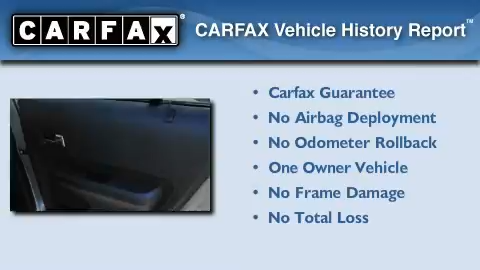 CARFAX® CARFAX Vehicle History Report™
• Carfax Guarantee
• No Airbag Deployment
• No Odometer Rollback
• One Owner Vehicle
• No Frame Damage
• No Total Loss